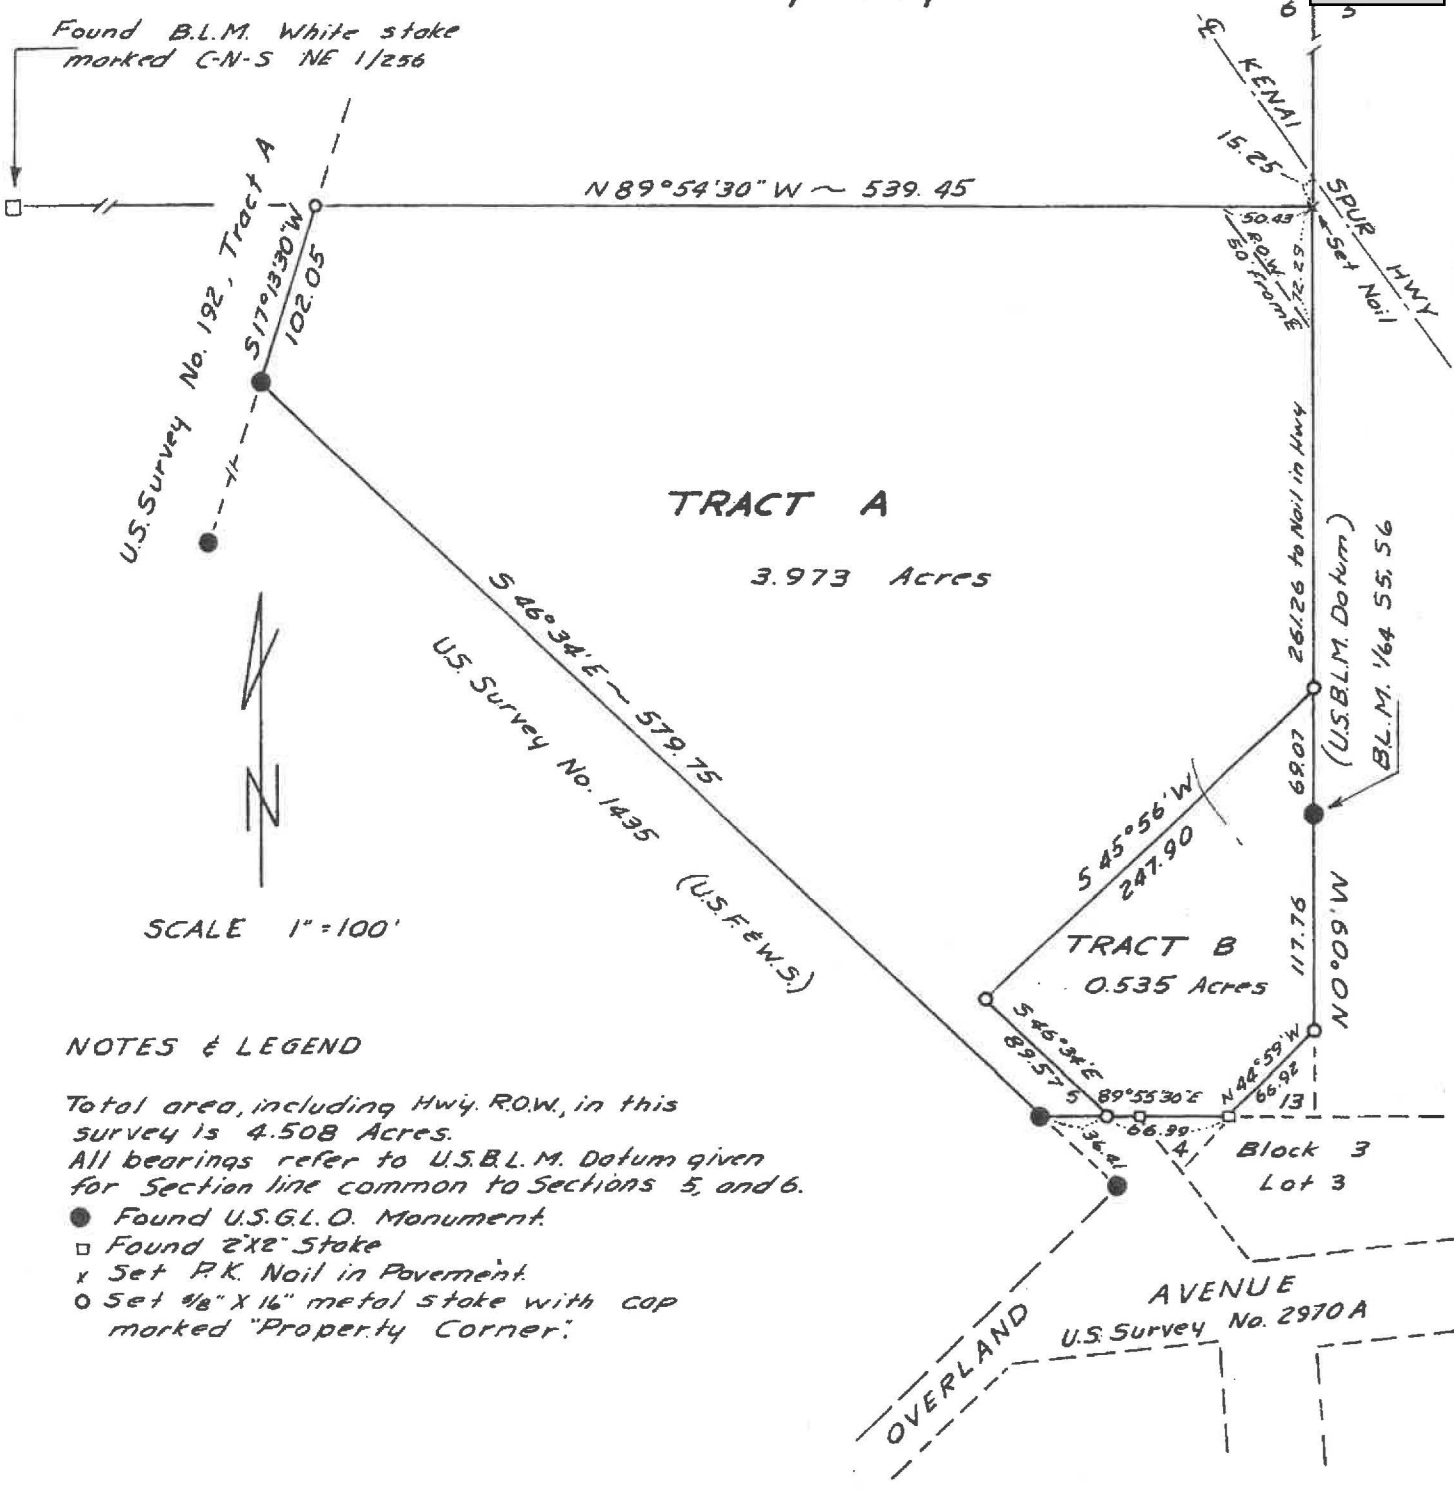 6 5
Found B.L.M. White stake
marked C-N-S NE 1/256
KENAI
SPUR
HWY
15.25
N 89°54'30" W ~ 539.45
50.43
R.O.W.
50' from ℄
72.29
Set Nail
U.S. Survey No. 192, Tract A
S 17°13'30" W
102.05
TRACT A
3.973 Acres
261.26 to Nail in Hwy
(U.S.B.L.M. Datum)
B.L.M. 1/64 S5, S6
S 46°34' E ~ 579.75
U.S. Survey No. 1435 (U.S.F. & W.S.)
69.07
S 45°56' W
247.90
117.76
N 0°09' W
N
SCALE 1" = 100'
TRACT B
0.535 Acres
S 46°34' E
89.57
S 89°55'30" E
N 44°59' W
66.92
13
66.99
36.41
4
Block 3
Lot 3
NOTES & LEGEND
Total area, including Hwy. R.O.W., in this
survey is 4.508 Acres.
All bearings refer to U.S.B.L.M. Datum given
for Section line common to Sections 5, and 6.
Found U.S.G.L.O. Monument.
Found 2"X2" Stake
x Set P.K. Nail in Pavement.
Set 5/8" X 16" metal stake with cap
marked "Property Corner".
AVENUE
U.S. Survey No. 2970 A
OVERLAND